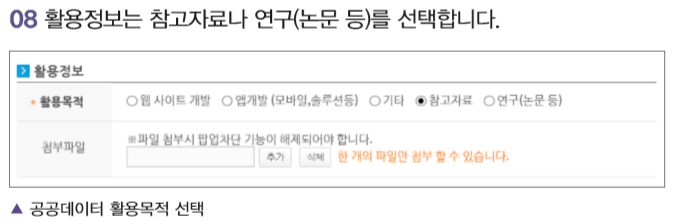 08 활용정보는 참고자료나 연구(논문 등)를 선택합니다.
활용정보
* 활용목적 ○ 웹 사이트 개발 ○ 앱개발 (모바일,솔루션등) ○ 기타 ◉ 참고자료 ○ 연구(논문 등)
※파일 첨부시 팝업차단 기능이 해제되어야 합니다.
첨부파일 추가 삭제 한 개의 파일만 첨부 할 수 있습니다.
▲ 공공데이터 활용목적 선택